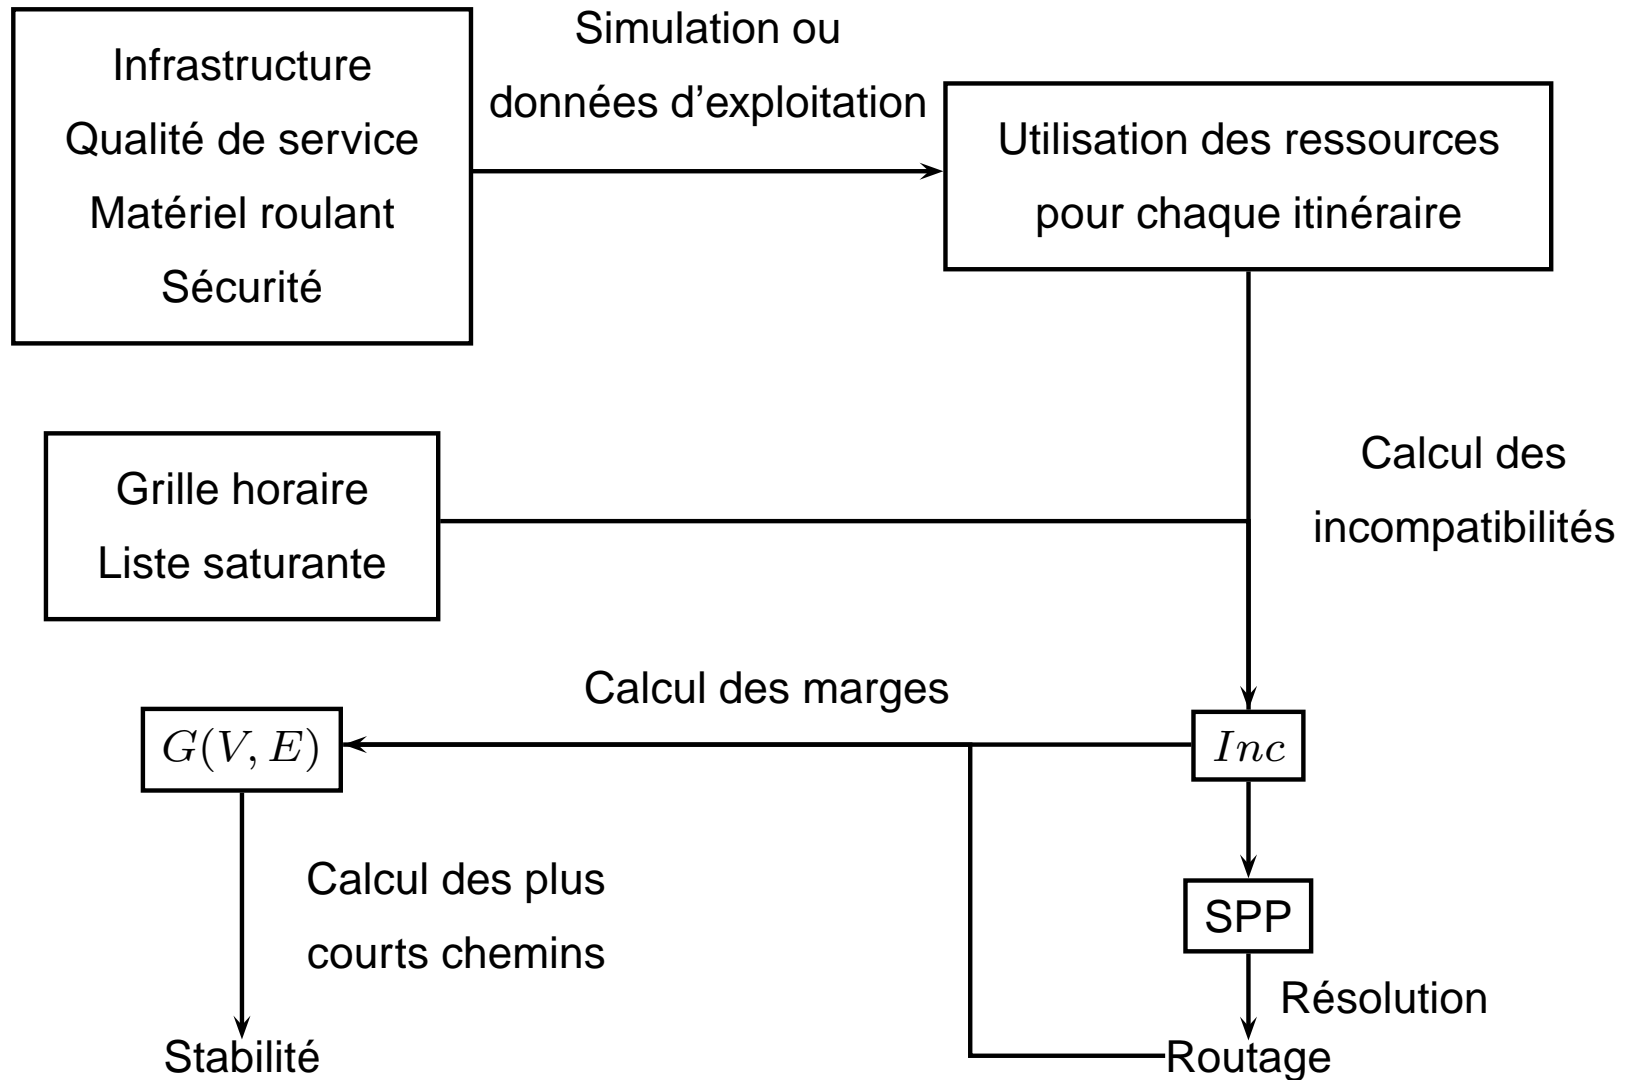 Infrastructure
Qualité de service
Matériel roulant
Sécurité
Simulation ou
données d'exploitation
Utilisation des ressources
pour chaque itinéraire
Grille horaire
Liste saturante
Calcul des
incompatibilités
Calcul des marges
G(V, E)
Inc
Calcul des plus
courts chemins
SPP
Résolution
Stabilité
Routage